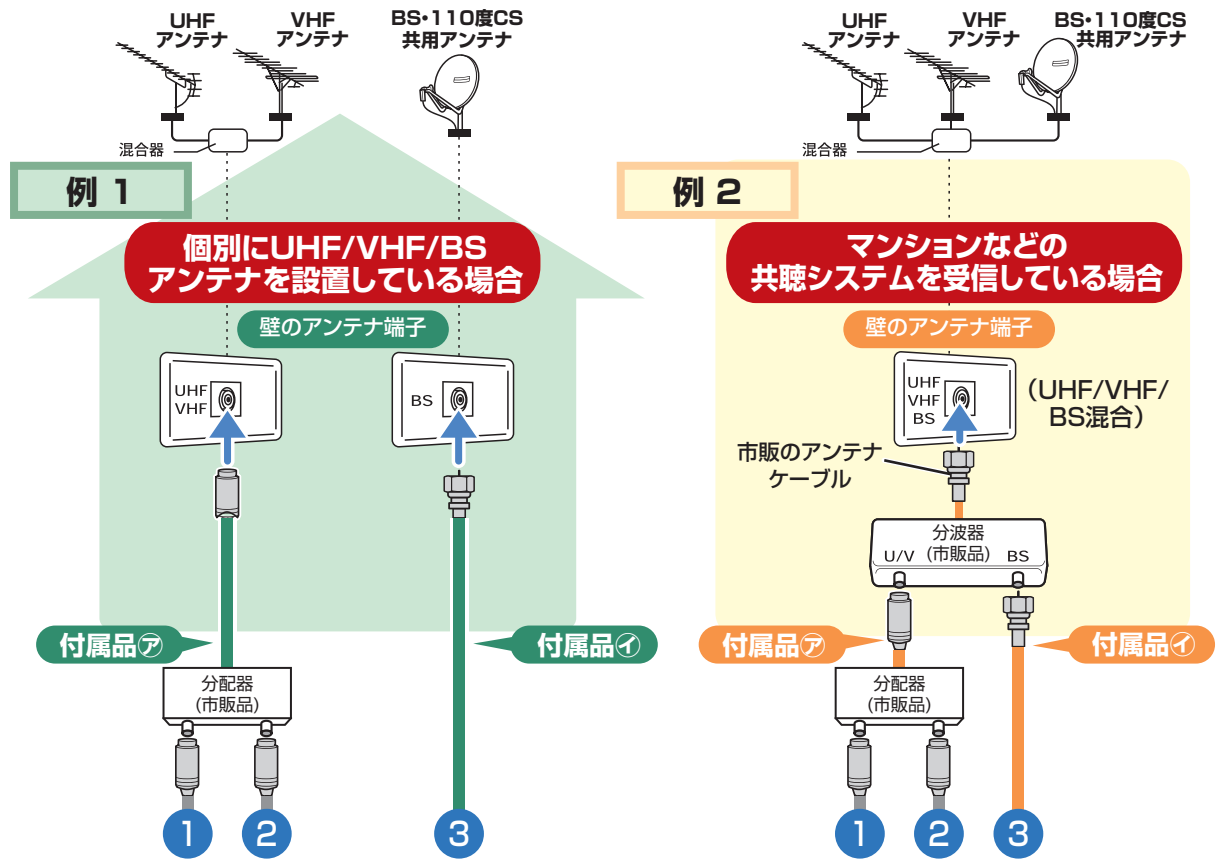 UHF
アンテナ
VHF
アンテナ
BS・110度CS
共用アンテナ
混合器
例 1
個別にUHF/VHF/BS
アンテナを設置している場合
壁のアンテナ端子
UHF
VHF
BS
付属品㋐
付属品㋑
分配器
(市販品)
1
2
3
UHF
アンテナ
VHF
アンテナ
BS・110度CS
共用アンテナ
混合器
例 2
マンションなどの
共聴システムを受信している場合
壁のアンテナ端子
UHF
VHF
BS
(UHF/VHF/
BS混合)
市販のアンテナ
ケーブル
分波器
U/V (市販品) BS
付属品㋐
付属品㋑
分配器
(市販品)
1
2
3